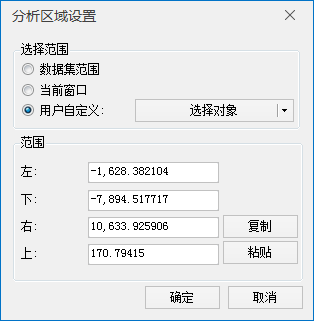 分析区域设置
选择范围
数据集范围
当前窗口
用户自定义: 选择对象
范围
左: -1,628.382104
下: -7,894.517717
右: 10,633.925906 复制
上: 170.79415 粘贴
确定 取消